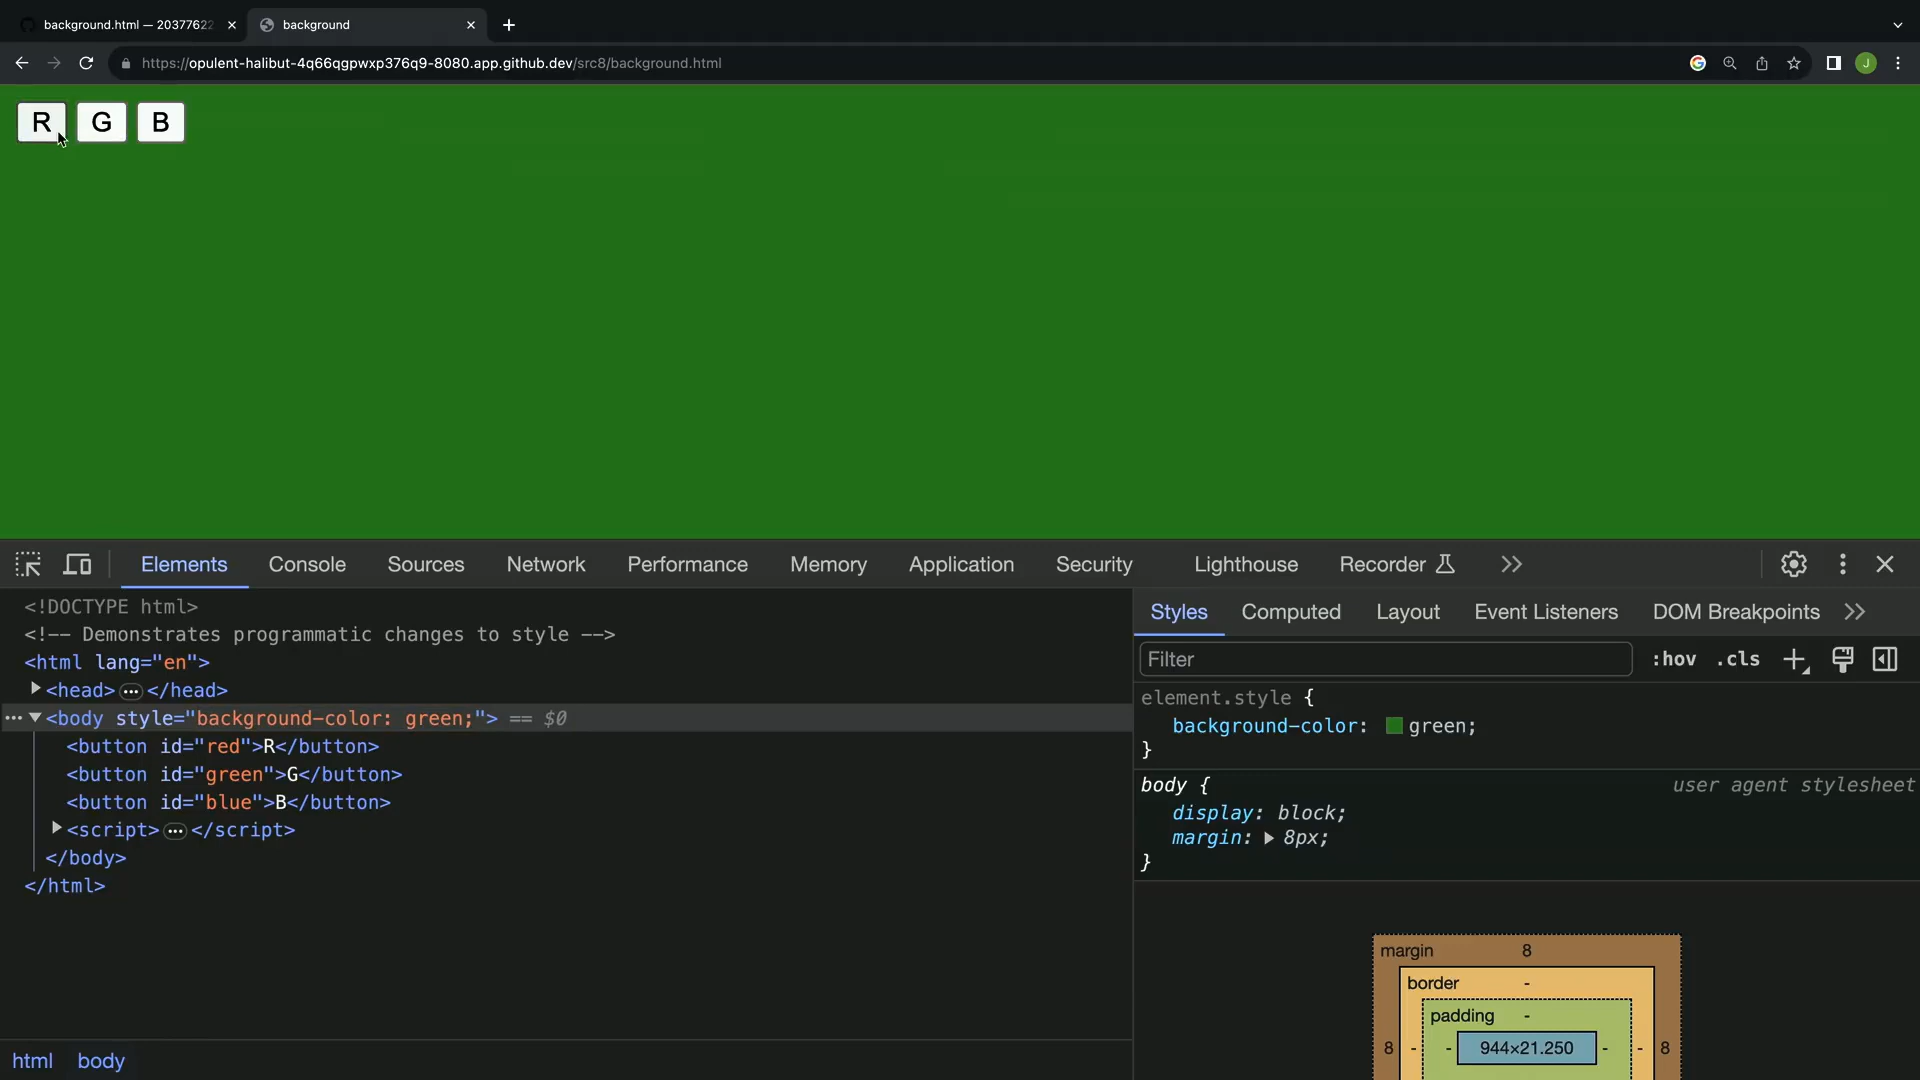 background.html — 20377622
background
https://opulent-halibut-4q66qgpwxp376q9-8080.app.github.dev/src8/background.html
J
R G B
Elements Console Sources Network Performance Memory Application Security Lighthouse Recorder
<!DOCTYPE html>
<!-- Demonstrates programmatic changes to style -->
<html lang="en">
<head> ... </head>
<body style="background-color: green;"> == $0
<button id="red">R</button>
<button id="green">G</button>
<button id="blue">B</button>
<script> ... </script>
</body>
</html>
html body
Styles Computed Layout Event Listeners DOM Breakpoints
Filter :hov .cls
element.style {
background-color: green;
}
body { user agent stylesheet
display: block;
margin: 8px;
}
margin 8
border -
padding -
8 - - 944×21.250 - - 8